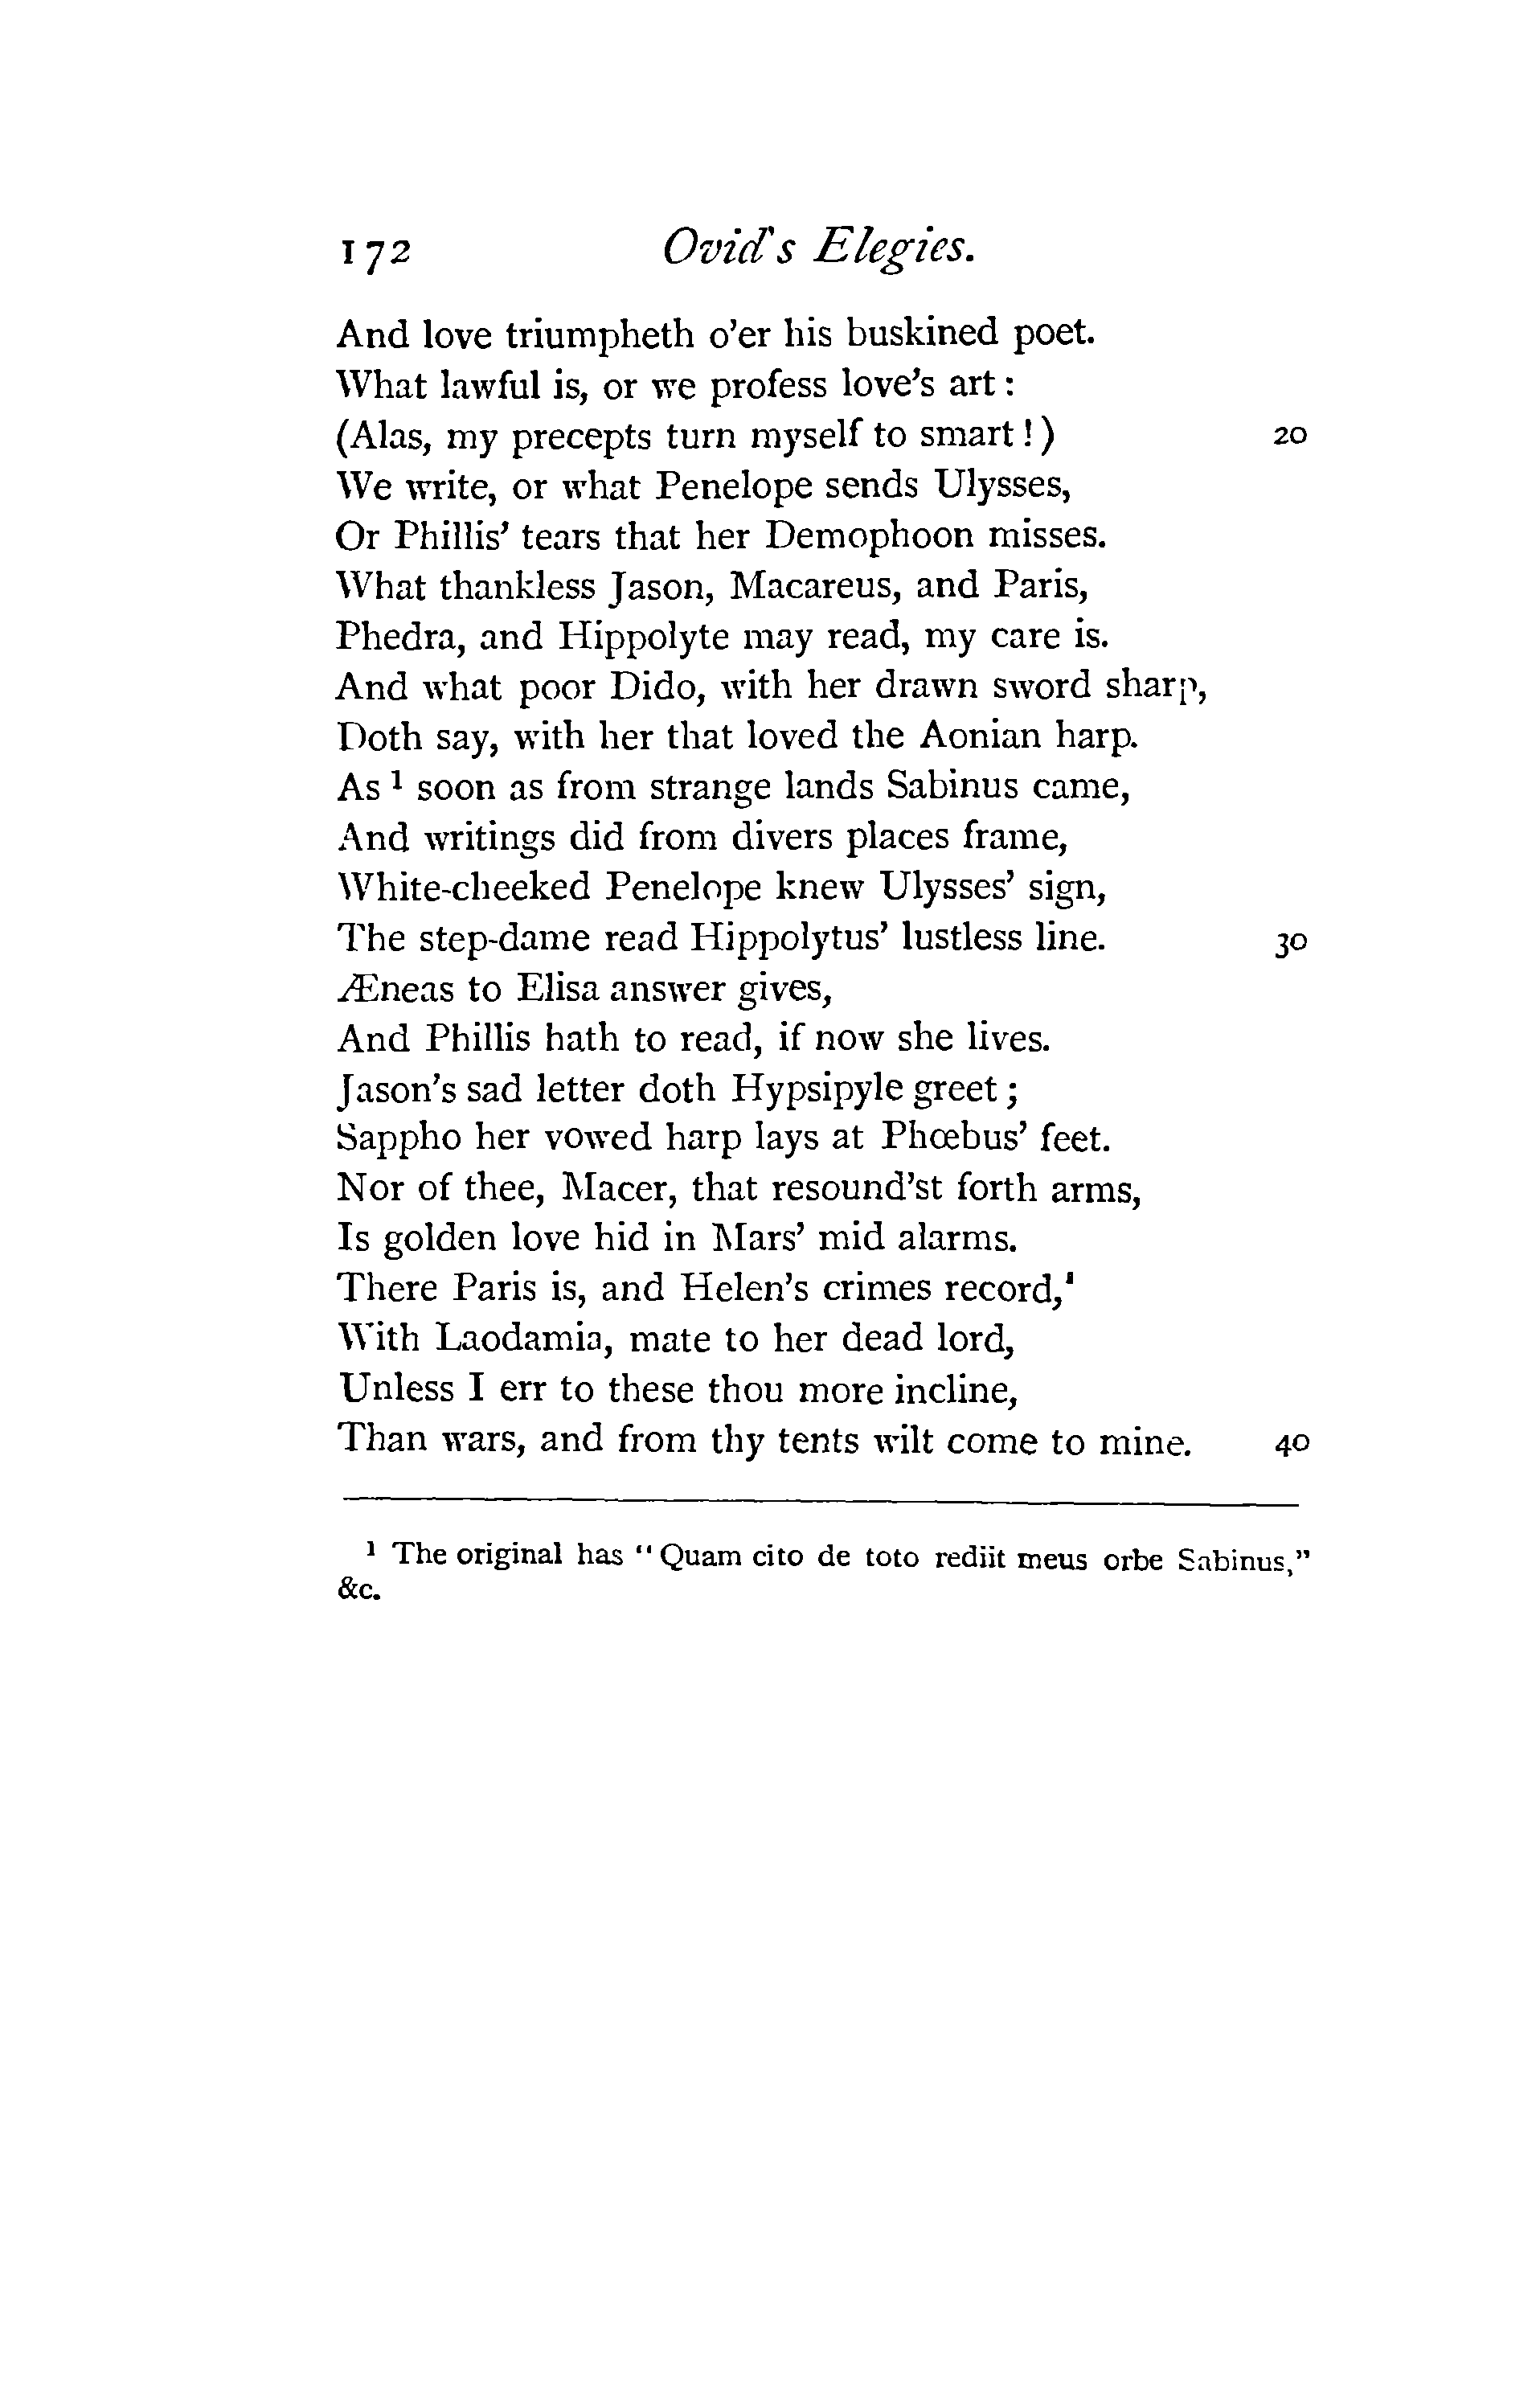 172 Ovid's Elegies.
And love triumpheth o'er his buskined poet.
What lawful is, or we profess love's art :
(Alas, my precepts turn myself to smart !) 20
We write, or what Penelope sends Ulysses,
Or Phillis' tears that her Demophoon misses.
What thankless Jason, Macareus, and Paris,
Phedra, and Hippolyte may read, my care is.
And what poor Dido, with her drawn sword sharp,
Doth say, with her that loved the Aonian harp.
As ¹ soon as from strange lands Sabinus came,
And writings did from divers places frame,
White-cheeked Penelope knew Ulysses' sign,
The step-dame read Hippolytus' lustless line. 30
Æneas to Elisa answer gives,
And Phillis hath to read, if now she lives.
Jason's sad letter doth Hypsipyle greet ;
Sappho her vowed harp lays at Phœbus' feet.
Nor of thee, Macer, that resound'st forth arms,
Is golden love hid in Mars' mid alarms.
There Paris is, and Helen's crimes record,¹
With Laodamia, mate to her dead lord,
Unless I err to these thou more incline,
Than wars, and from thy tents wilt come to mine. 40
¹ The original has "Quam cito de toto rediit meus orbe Sabinus,"
&c.